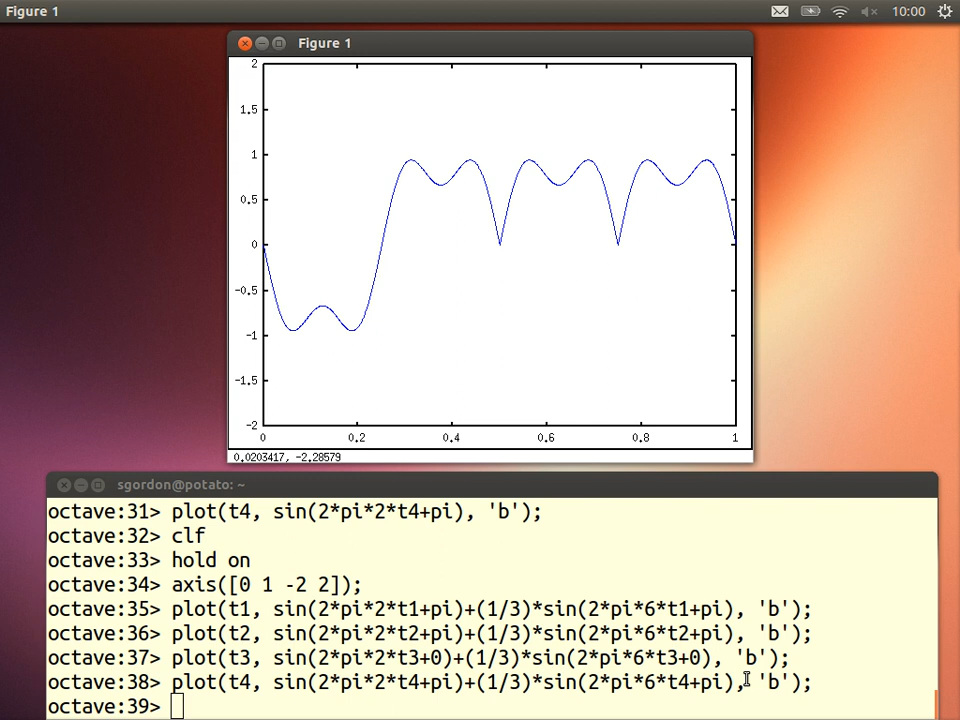 Figure 1
10:00
Figure 1
2
1.5
1
0.5
0
-0.5
-1
-1.5
-2
0 0.2 0.4 0.6 0.8 1
0.0203417, -2.28579
sgordon@potato: ~
octave:31> plot(t4, sin(2*pi*2*t4+pi), 'b');
octave:32> clf
octave:33> hold on
octave:34> axis([0 1 -2 2]);
octave:35> plot(t1, sin(2*pi*2*t1+pi)+(1/3)*sin(2*pi*6*t1+pi), 'b');
octave:36> plot(t2, sin(2*pi*2*t2+pi)+(1/3)*sin(2*pi*6*t2+pi), 'b');
octave:37> plot(t3, sin(2*pi*2*t3+0)+(1/3)*sin(2*pi*6*t3+0), 'b');
octave:38> plot(t4, sin(2*pi*2*t4+pi)+(1/3)*sin(2*pi*6*t4+pi), 'b');
octave:39>